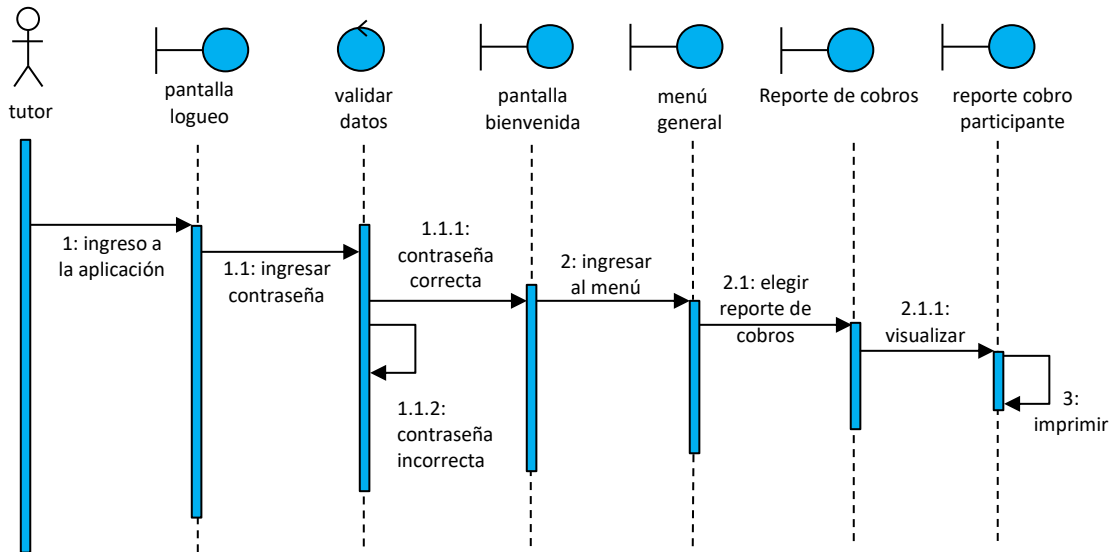 tutor
pantalla
logueo
validar
datos
pantalla
bienvenida
menú
general
Reporte de cobros
reporte cobro
participante
1: ingreso a
la aplicación
1.1: ingresar
contraseña
1.1.1:
contraseña
correcta
1.1.2:
contraseña
incorrecta
2: ingresar
al menú
2.1: elegir
reporte de
cobros
2.1.1:
visualizar
3:
imprimir